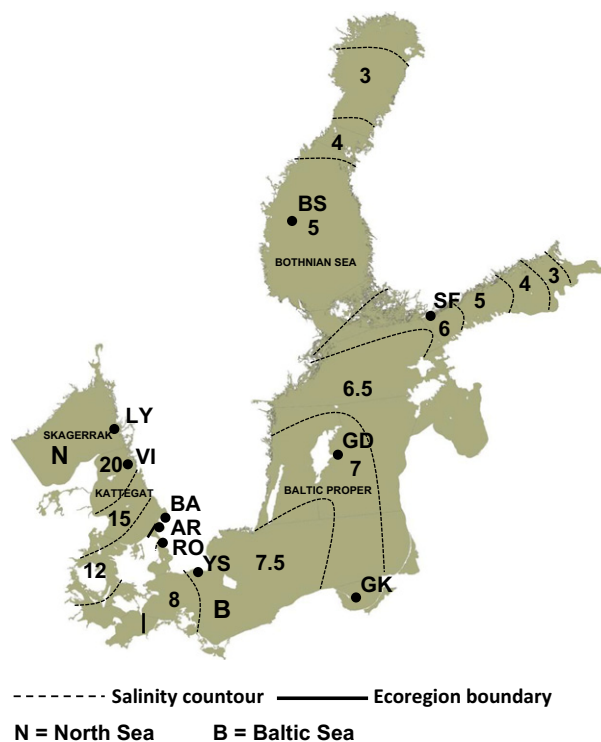 3
4
BS
5
BOTHNIAN SEA
3
4
5
SF
6
6.5
LY
SKAGERRAK
N
VI
20
KATTEGAT
GD
7
BALTIC PROPER
15
BA
AR
RO
12
YS
7.5
8
B
GK
I
Salinity countour
Ecoregion boundary
N = North Sea B = Baltic Sea